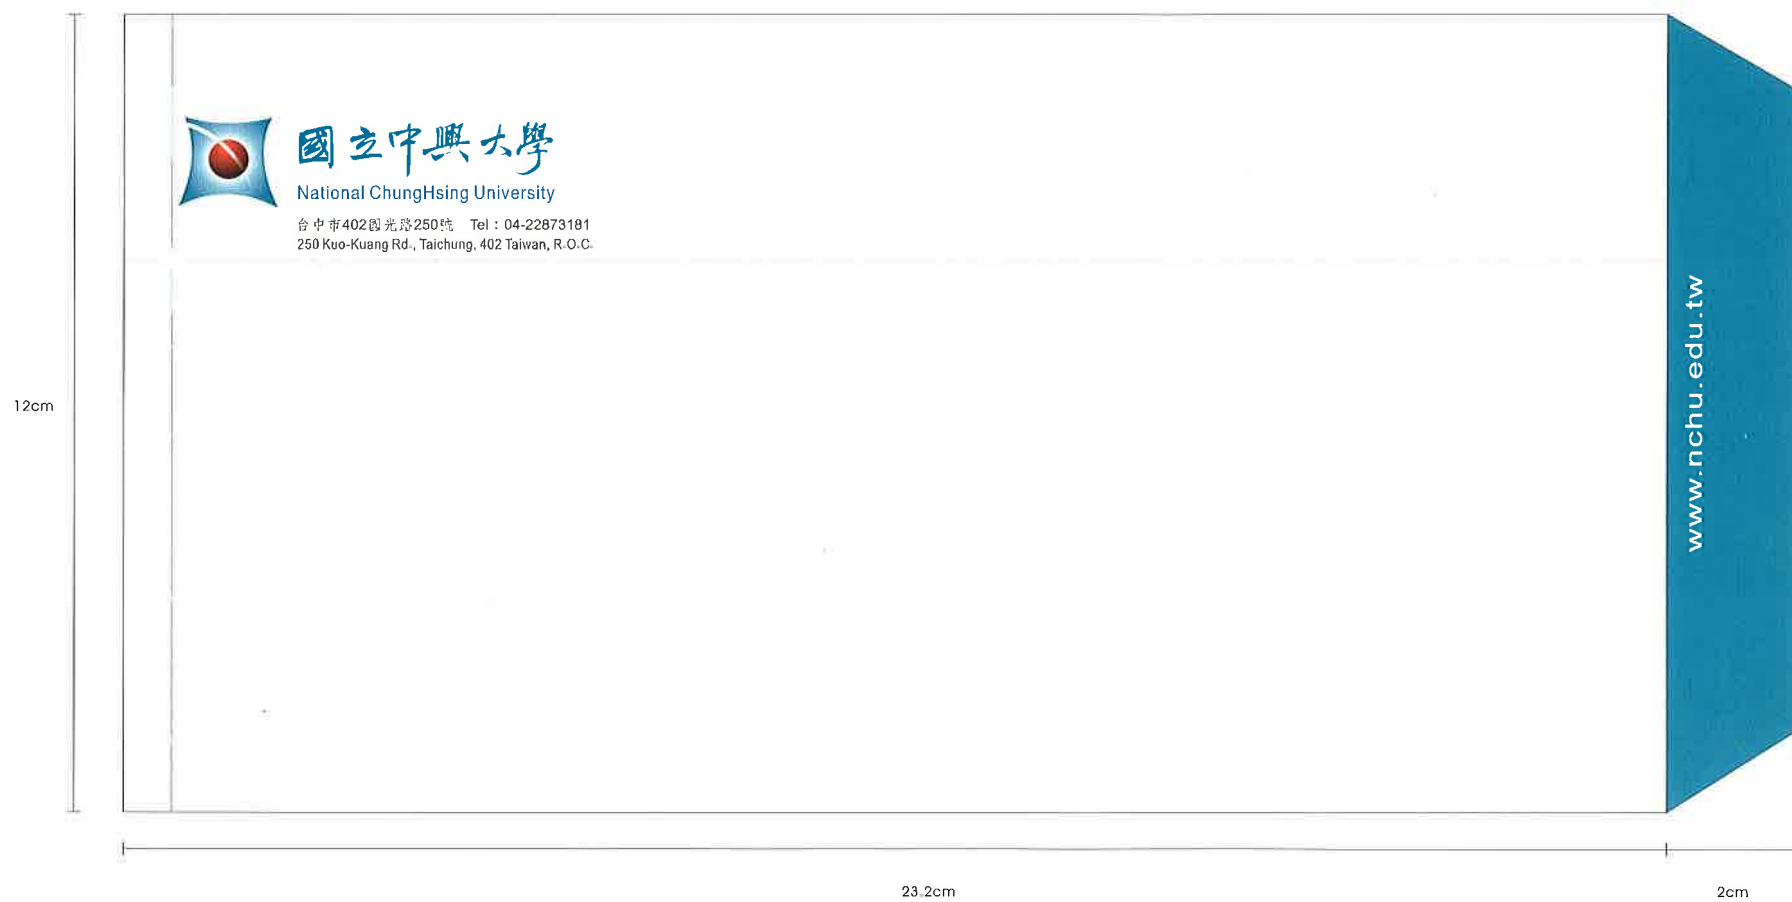 國立中興大學
National ChungHsing University
台中市402國光路250號 Tel：04-22873181
250 Kuo-Kuang Rd., Taichung, 402 Taiwan, R.O.C.
www.nchu.edu.tw
12cm
23.2cm
2cm